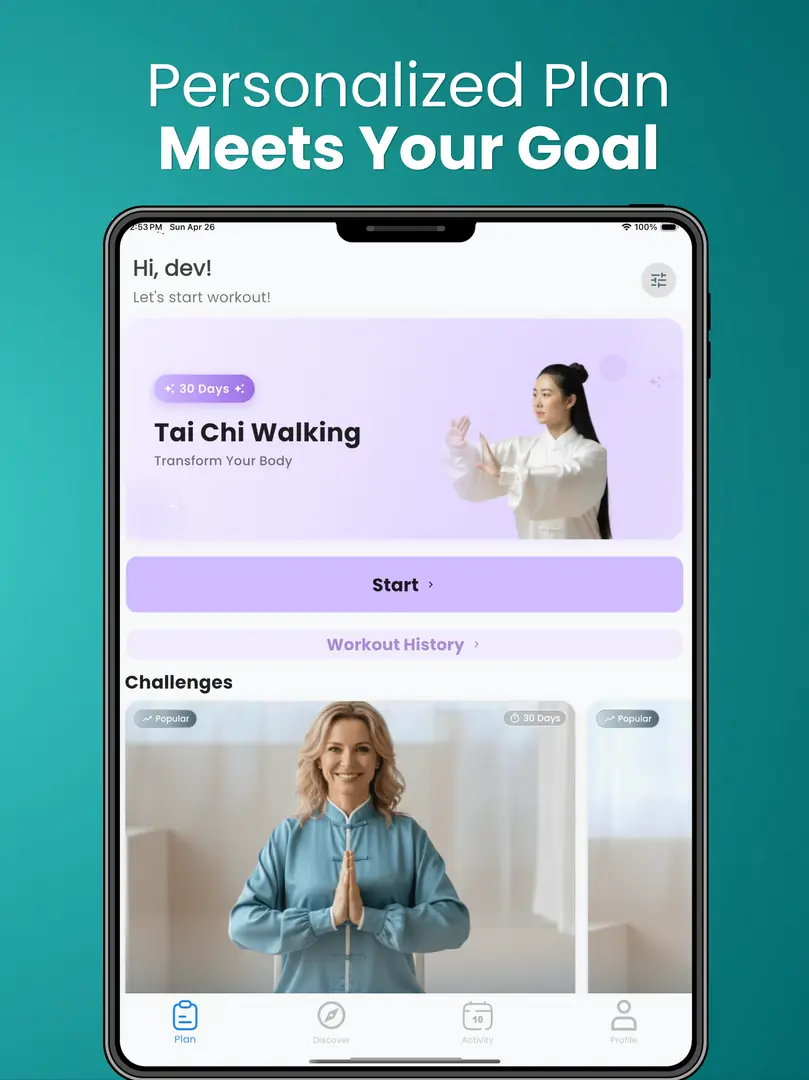 Personalized Plan
Meets Your Goal
2:53 PM Sun Apr 26
100%
Hi, dev!
Let's start workout!
30 Days
Tai Chi Walking
Transform Your Body
Start
Workout History
Challenges
Popular
30 Days
Popular
10
Plan
Discover
Activity
Profile